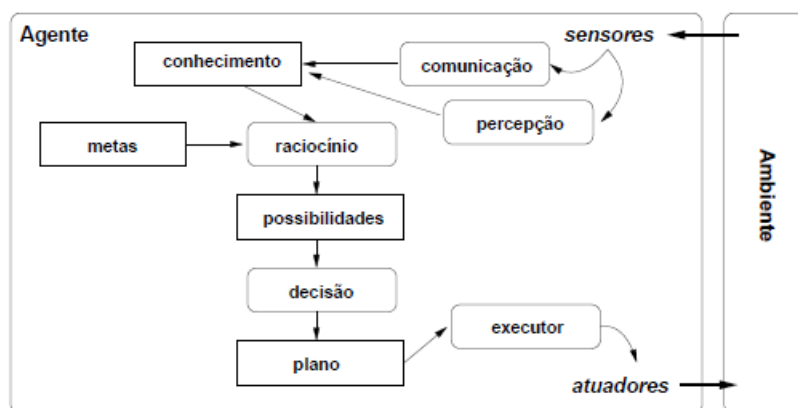 Agente
sensores
conhecimento
comunicação
percepção
metas
raciocínio
possibilidades
decisão
executor
plano
atuadores
Ambiente